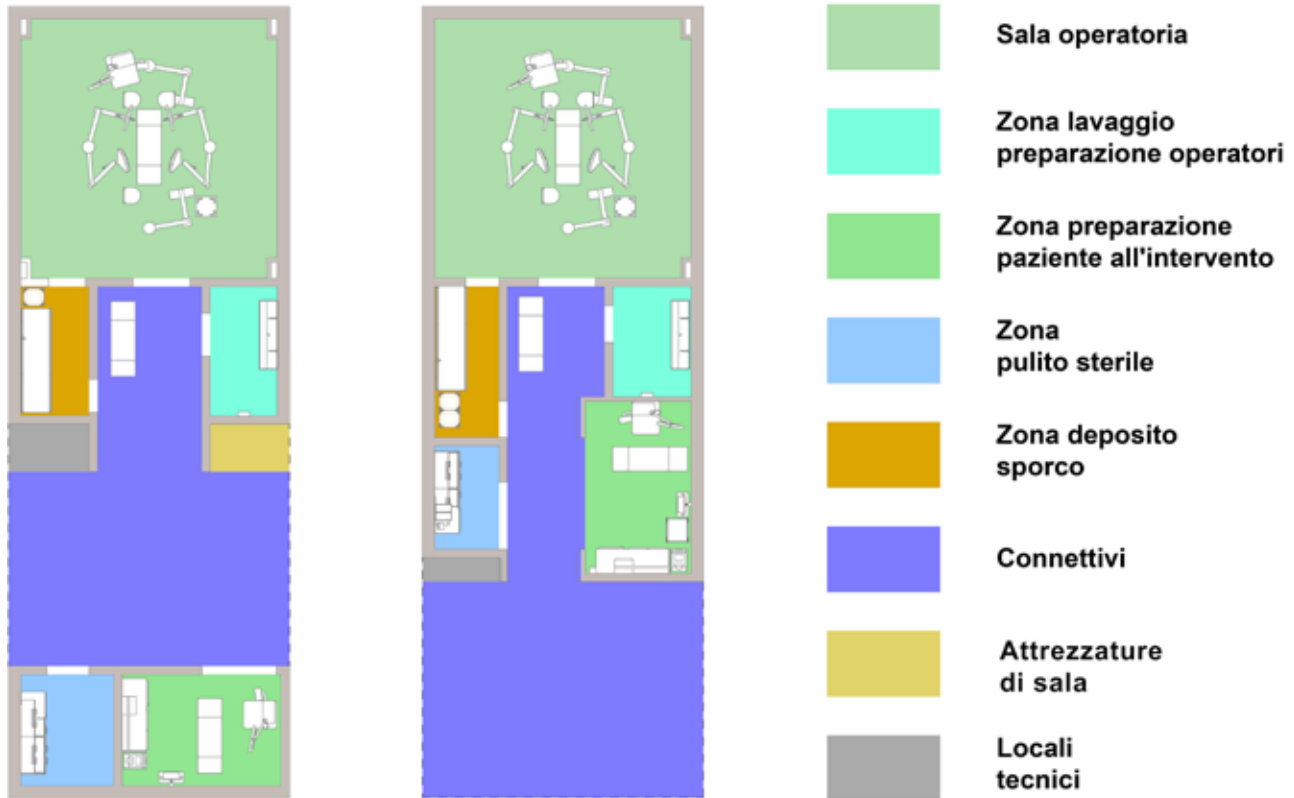 Sala operatoria
Zona lavaggio
preparazione operatori
Zona preparazione
paziente all'intervento
Zona
pulito sterile
Zona deposito
sporco
Connettivi
Attrezzature
di sala
Locali
tecnici